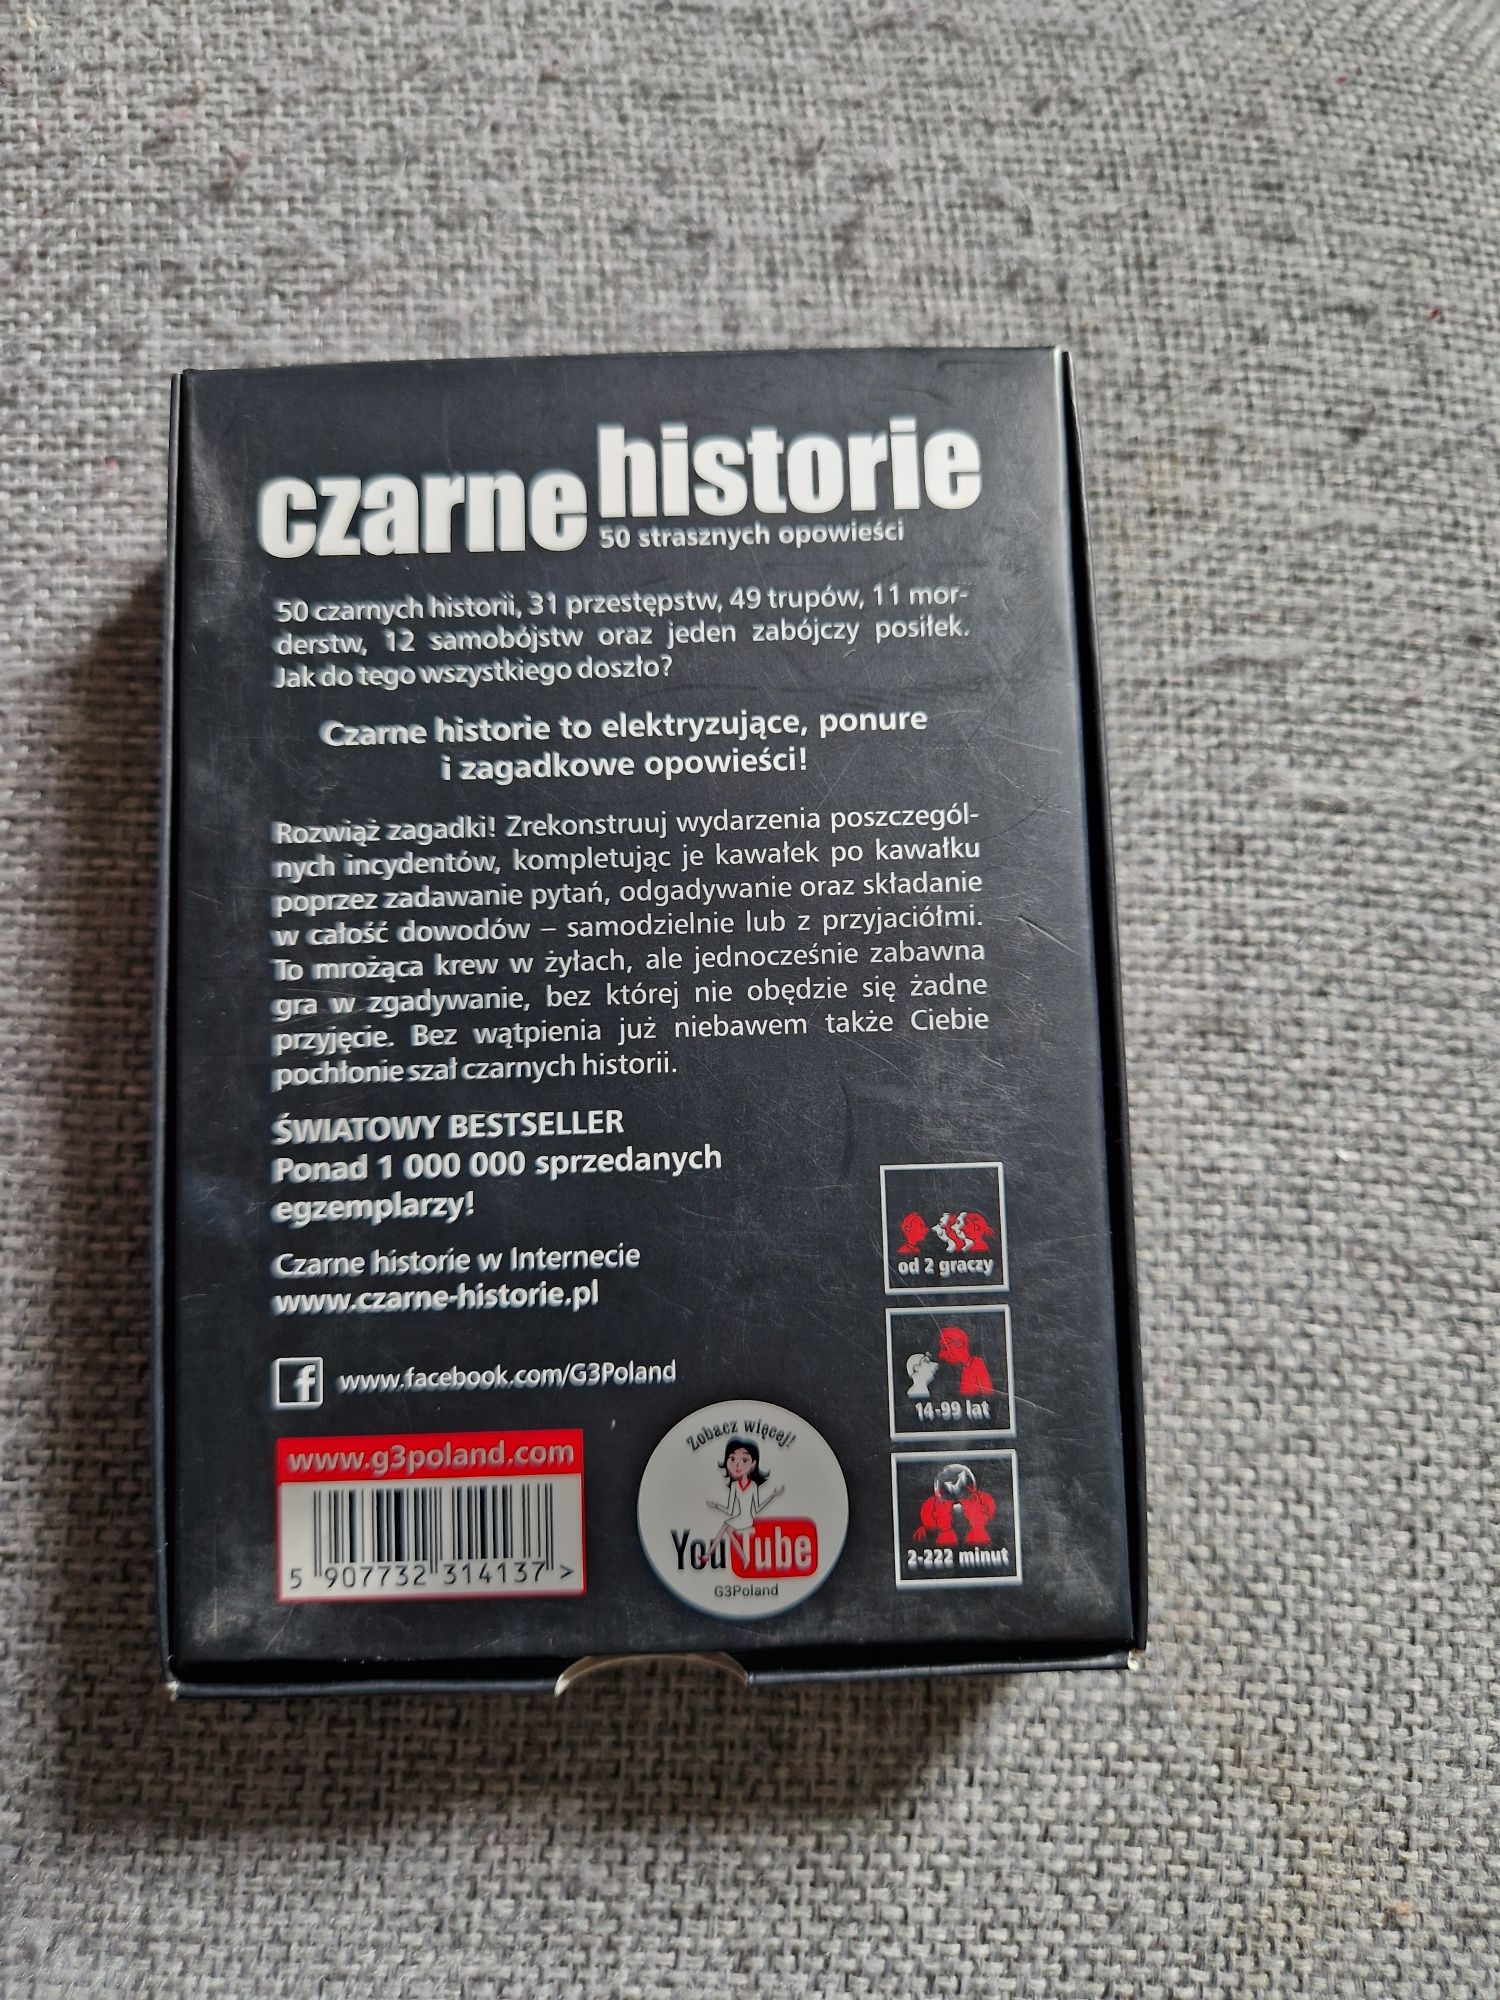 czarne historie
50 strasznych opowieści
50 czarnych historii, 31 przestępstw, 49 trupów, 11 mor-
derstw, 12 samobójstw oraz jeden zabójczy posiłek.
Jak do tego wszystkiego doszło?
Czarne historie to elektryzujące, ponure
i zagadkowe opowieści!
Rozwiąż zagadki! Zrekonstruuj wydarzenia poszczegól-
nych incydentów, kompletując je kawałek po kawałku
poprzez zadawanie pytań, odgadywanie oraz składanie
w całość dowodów – samodzielnie lub z przyjaciółmi.
To mrożąca krew w żyłach, ale jednocześnie zabawna
gra w zgadywanie, bez której nie obędzie się żadne
przyjęcie. Bez wątpienia już niebawem także Ciebie
pochłonie szał czarnych historii.
ŚWIATOWY BESTSELLER
Ponad 1 000 000 sprzedanych
egzemplarzy!
Czarne historie w Internecie
www.czarne-historie.pl
f www.facebook.com/G3Poland
www.g3poland.com
5 907732 314137 >
Zobacz więcej!
YouTube
G3Poland
od 2 graczy
14-99 lat
2-222 minut